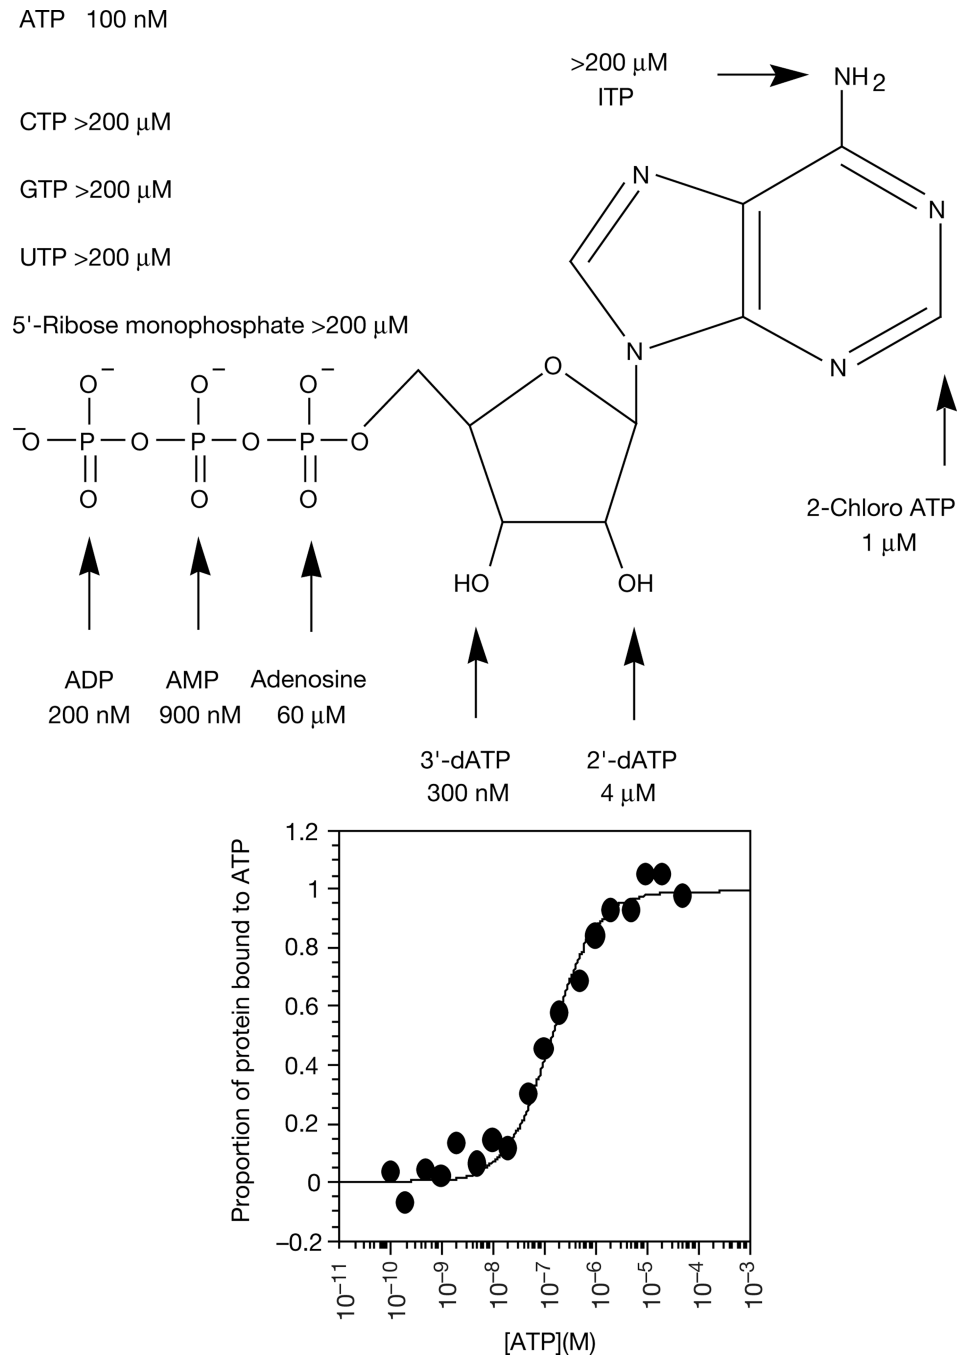 ATP 100 nM
>200 μM
ITP
NH2
CTP >200 μM
GTP >200 μM
UTP >200 μM
5'-Ribose monophosphate >200 μM
N
N
N
N
O
O− O− O−
−O P O P O P O
O O O
HO OH
2-Chloro ATP
1 μM
ADP AMP Adenosine
200 nM 900 nM 60 μM
3'-dATP 2'-dATP
300 nM 4 μM
Proportion of protein bound to ATP
1.2
1
0.8
0.6
0.4
0.2
0
−0.2
10−11 10−10 10−9 10−8 10−7 10−6 10−5 10−4 10−3
[ATP](M)